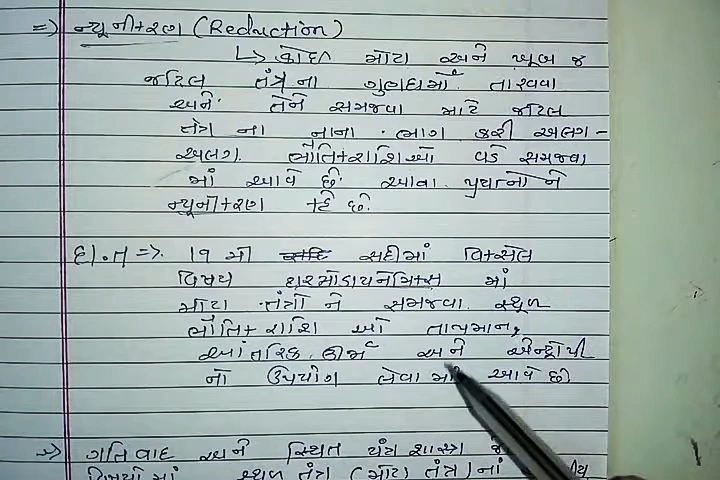 => ન્યૂનીકરણ (Reduction)
↳ કોઈ મોટા અને ખૂબ જ
જટિલ તંત્ર ના ગુણધર્મો તારવવા
અને તેને સમજવા માટે જટિલ
તંત્ર ના નાના ભાગ કરી અલગ -
અલગ ભૌતિકરાશિઓ વડે સમજવા
માં આવે છે. આવા પ્રયત્નો ને
ન્યૂનીકરણ કહે છે.
દા.ત => 19 મી સદીમાં વિકસેલ
વિષય થરમોડાયનેમિક્સ માં
મોટા તંત્રો ને સમજવા સ્થૂળ
ભૌતિક રાશિ ઓ તાપમાન,
આંતરિક ઊર્જા અને એન્ટ્રોપી
નો ઉપયોગ લેવા માં આવે છે
=> ગતિવાદ અને સ્થિત યંત્ર શાસ્ત્ર
વિષયો માં સ્થૂળ તંત્ર (મોટા તંત્ર) નાં